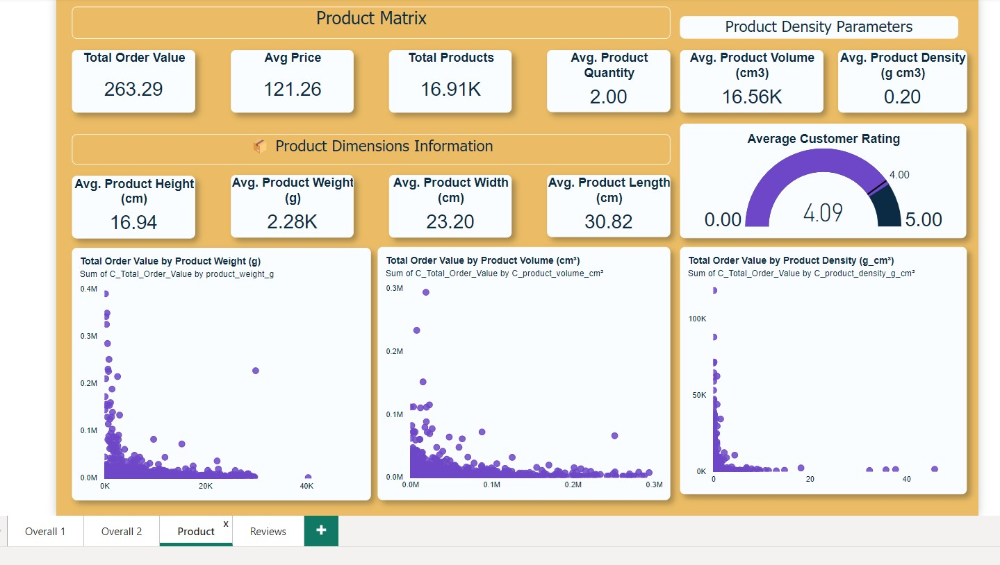 Product Matrix
Product Density Parameters
Total Order Value
263.29
Avg Price
121.26
Total Products
16.91K
Avg. Product
Quantity
2.00
Avg. Product Volume
(cm3)
16.56K
Avg. Product Density
(g cm3)
0.20
Product Dimensions Information
Avg. Product Height
(cm)
16.94
Avg. Product Weight
(g)
2.28K
Avg. Product Width
(cm)
23.20
Avg. Product Length
(cm)
30.82
Average Customer Rating
4.00
4.09
0.00
5.00
Total Order Value by Product Weight (g)
Sum of C_Total_Order_Value by product_weight_g
0.4M
0.3M
0.2M
0.1M
0.0M
0K
20K
40K
Total Order Value by Product Volume (cm³)
Sum of C_Total_Order_Value by C_product_volume_cm³
0.3M
0.2M
0.1M
0.0M
0.0M
0.1M
0.2M
0.3M
Total Order Value by Product Density (g_cm³)
Sum of C_Total_Order_Value by C_product_density_g_cm³
100K
50K
0K
0
20
40
Overall 1
Overall 2
Product
x
Reviews
+